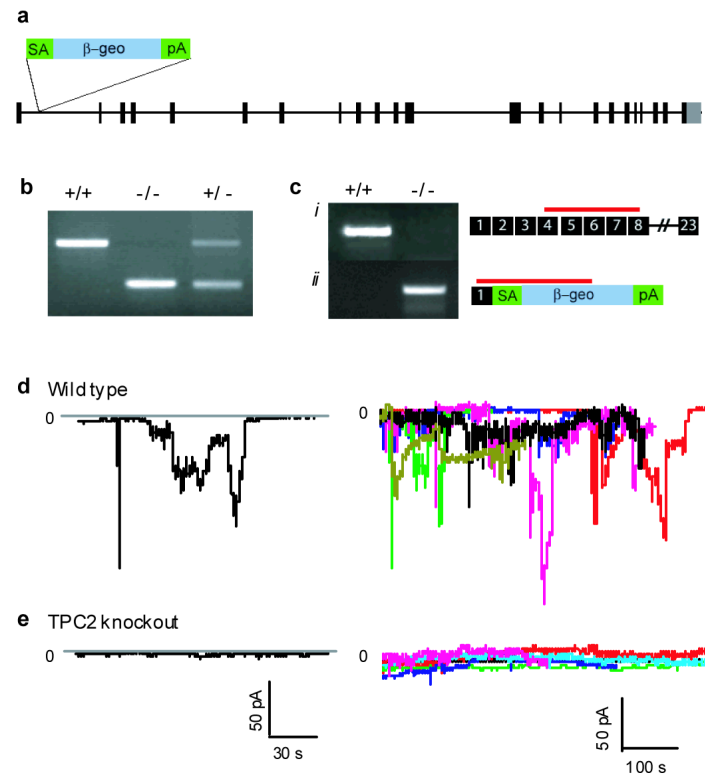 a
SA β-geo pA
b
+/+ -/- +/-
c
+/+ -/-
i
1 2 3 4 5 6 7 8 // 23
ii
1 SA β-geo pA
d Wild type
0
0
e TPC2 knockout
0
0
50 pA
30 s
50 pA
100 s